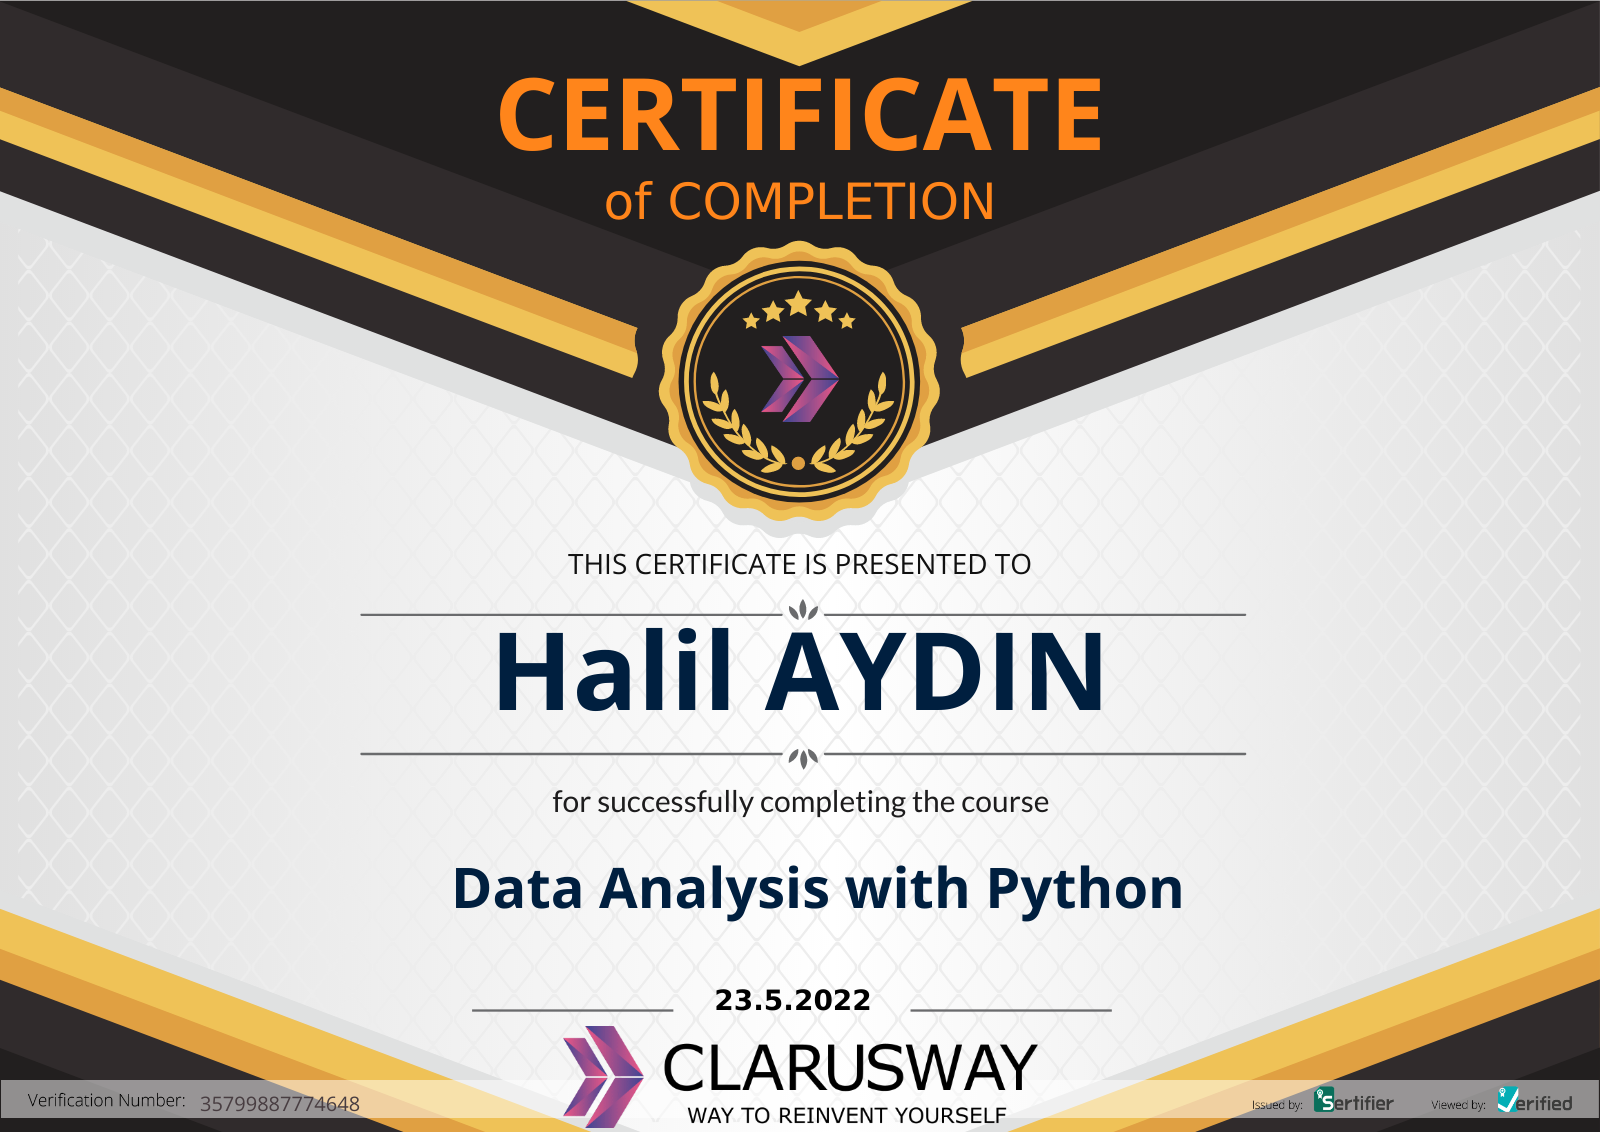 CERTIFICATE
of COMPLETION
THIS CERTIFICATE IS PRESENTED TO
Halil AYDIN
for successfully completing the course
Data Analysis with Python
23.5.2022
CLARUSWAY
WAY TO REINVENT YOURSELF
Verification Number: 35799887774648
Issued by: Sertifier Viewed by: Verified